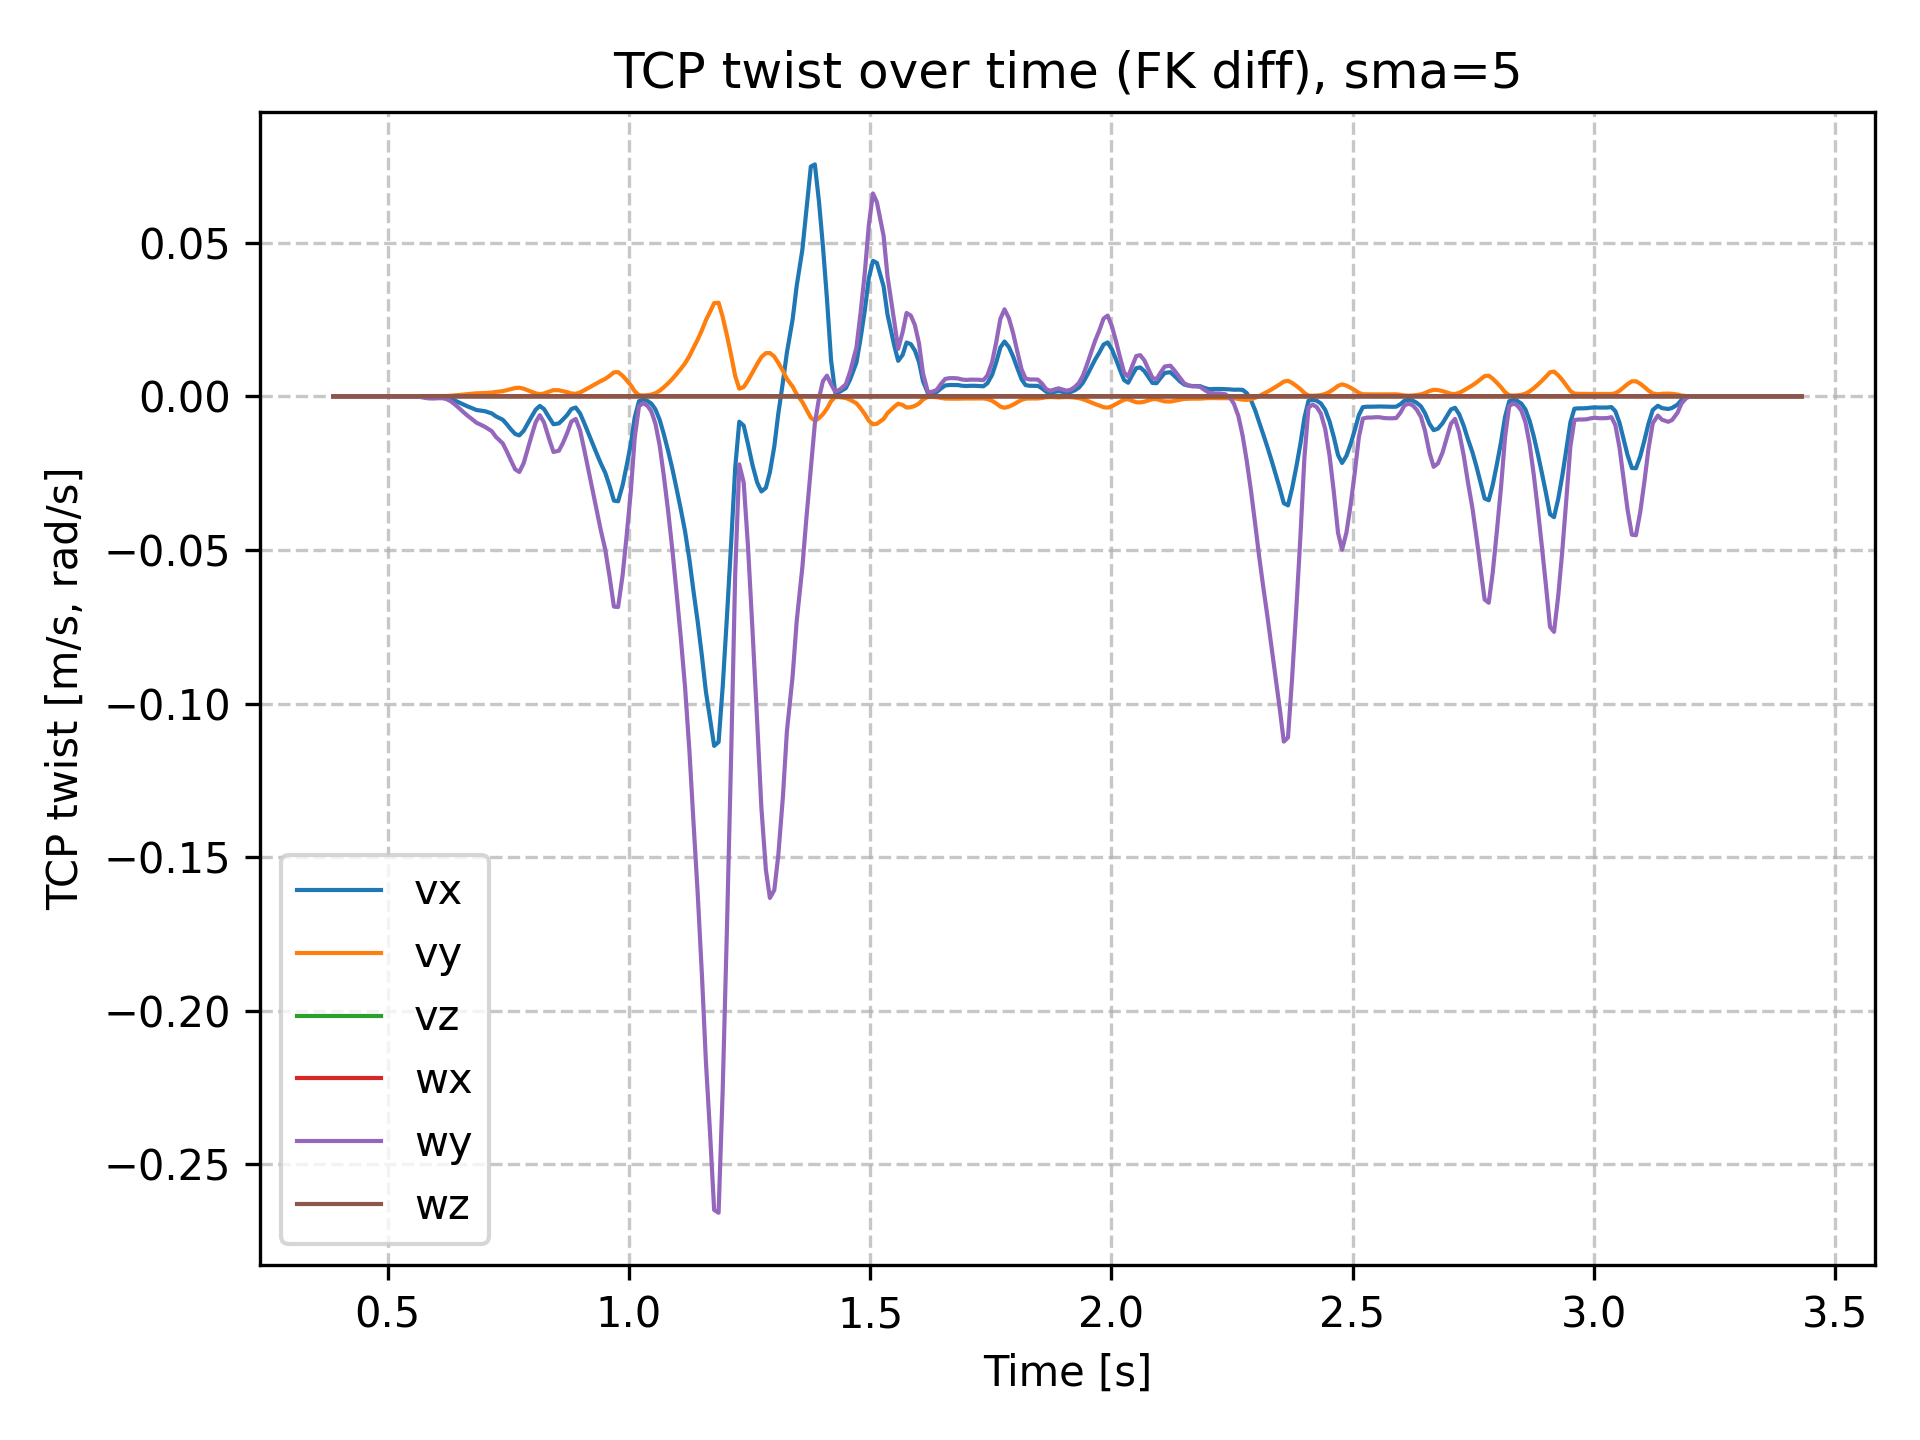 TCP twist over time (FK diff), sma=5
TCP twist [m/s, rad/s]
0.05
0.00
−0.05
−0.10
−0.15
−0.20
−0.25
vx
vy
vz
wx
wy
wz
0.5 1.0 1.5 2.0 2.5 3.0 3.5
Time [s]